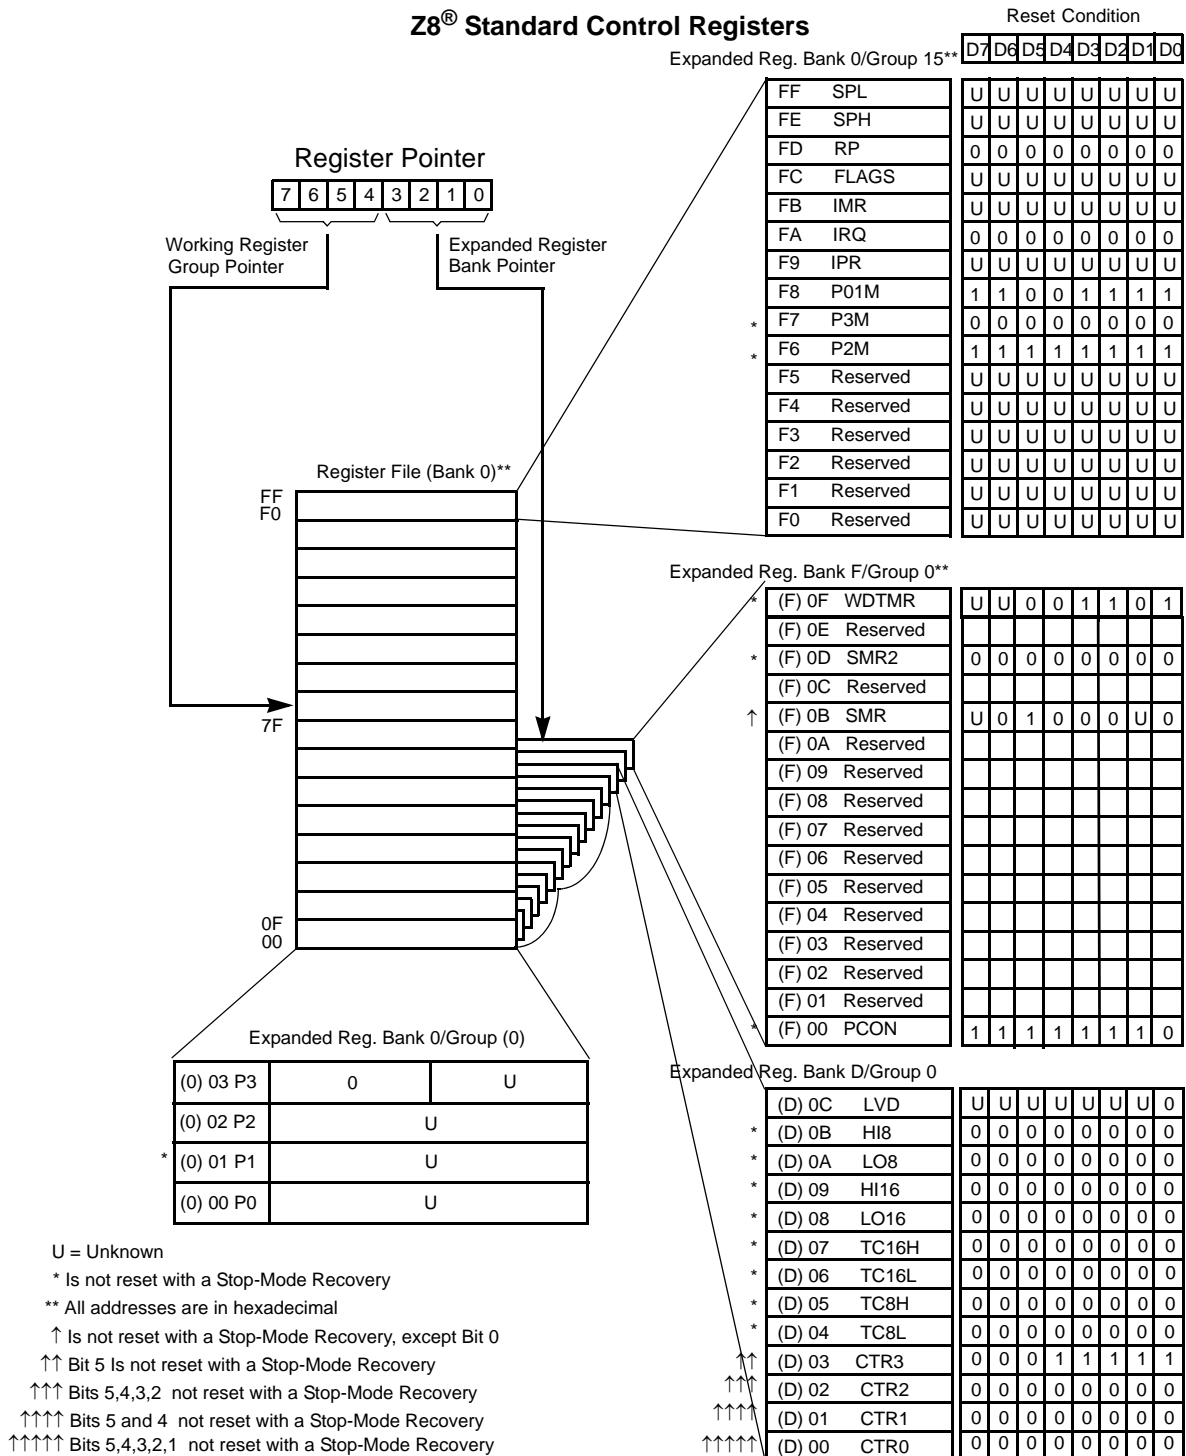 Z8® Standard Control Registers
Reset Condition
Expanded Reg. Bank 0/Group 15**
D7 D6 D5 D4 D3 D2 D1 D0
FF SPL U U U U U U U U
FE SPH U U U U U U U U
FD RP 0 0 0 0 0 0 0 0
FC FLAGS U U U U U U U U
FB IMR U U U U U U U U
FA IRQ 0 0 0 0 0 0 0 0
F9 IPR U U U U U U U U
F8 P01M 1 1 0 0 1 1 1 1
* F7 P3M 0 0 0 0 0 0 0 0
* F6 P2M 1 1 1 1 1 1 1 1
F5 Reserved U U U U U U U U
F4 Reserved U U U U U U U U
F3 Reserved U U U U U U U U
F2 Reserved U U U U U U U U
F1 Reserved U U U U U U U U
F0 Reserved U U U U U U U U
Register Pointer
7 6 5 4 3 2 1 0
Working Register
Group Pointer
Expanded Register
Bank Pointer
Register File (Bank 0)**
FF
F0
7F
0F
00
Expanded Reg. Bank F/Group 0**
* (F) 0F WDTMR U U 0 0 1 1 0 1
(F) 0E Reserved
* (F) 0D SMR2 0 0 0 0 0 0 0 0
(F) 0C Reserved
↑ (F) 0B SMR U 0 1 0 0 0 U 0
(F) 0A Reserved
(F) 09 Reserved
(F) 08 Reserved
(F) 07 Reserved
(F) 06 Reserved
(F) 05 Reserved
(F) 04 Reserved
(F) 03 Reserved
(F) 02 Reserved
(F) 01 Reserved
* (F) 00 PCON 1 1 1 1 1 1 1 0
Expanded Reg. Bank 0/Group (0)
(0) 03 P3 0 U
(0) 02 P2 U
* (0) 01 P1 U
(0) 00 P0 U
Expanded Reg. Bank D/Group 0
(D) 0C LVD U U U U U U U 0
* (D) 0B HI8 0 0 0 0 0 0 0 0
* (D) 0A LO8 0 0 0 0 0 0 0 0
* (D) 09 HI16 0 0 0 0 0 0 0 0
* (D) 08 LO16 0 0 0 0 0 0 0 0
* (D) 07 TC16H 0 0 0 0 0 0 0 0
* (D) 06 TC16L 0 0 0 0 0 0 0 0
* (D) 05 TC8H 0 0 0 0 0 0 0 0
* (D) 04 TC8L 0 0 0 0 0 0 0 0
↑↑ (D) 03 CTR3 0 0 0 1 1 1 1 1
↑↑↑ (D) 02 CTR2 0 0 0 0 0 0 0 0
↑↑↑↑ (D) 01 CTR1 0 0 0 0 0 0 0 0
↑↑↑↑↑ (D) 00 CTR0 0 0 0 0 0 0 0 0
U = Unknown
* Is not reset with a Stop-Mode Recovery
** All addresses are in hexadecimal
↑ Is not reset with a Stop-Mode Recovery, except Bit 0
↑↑ Bit 5 Is not reset with a Stop-Mode Recovery
↑↑↑ Bits 5,4,3,2 not reset with a Stop-Mode Recovery
↑↑↑↑ Bits 5 and 4 not reset with a Stop-Mode Recovery
↑↑↑↑↑ Bits 5,4,3,2,1 not reset with a Stop-Mode Recovery